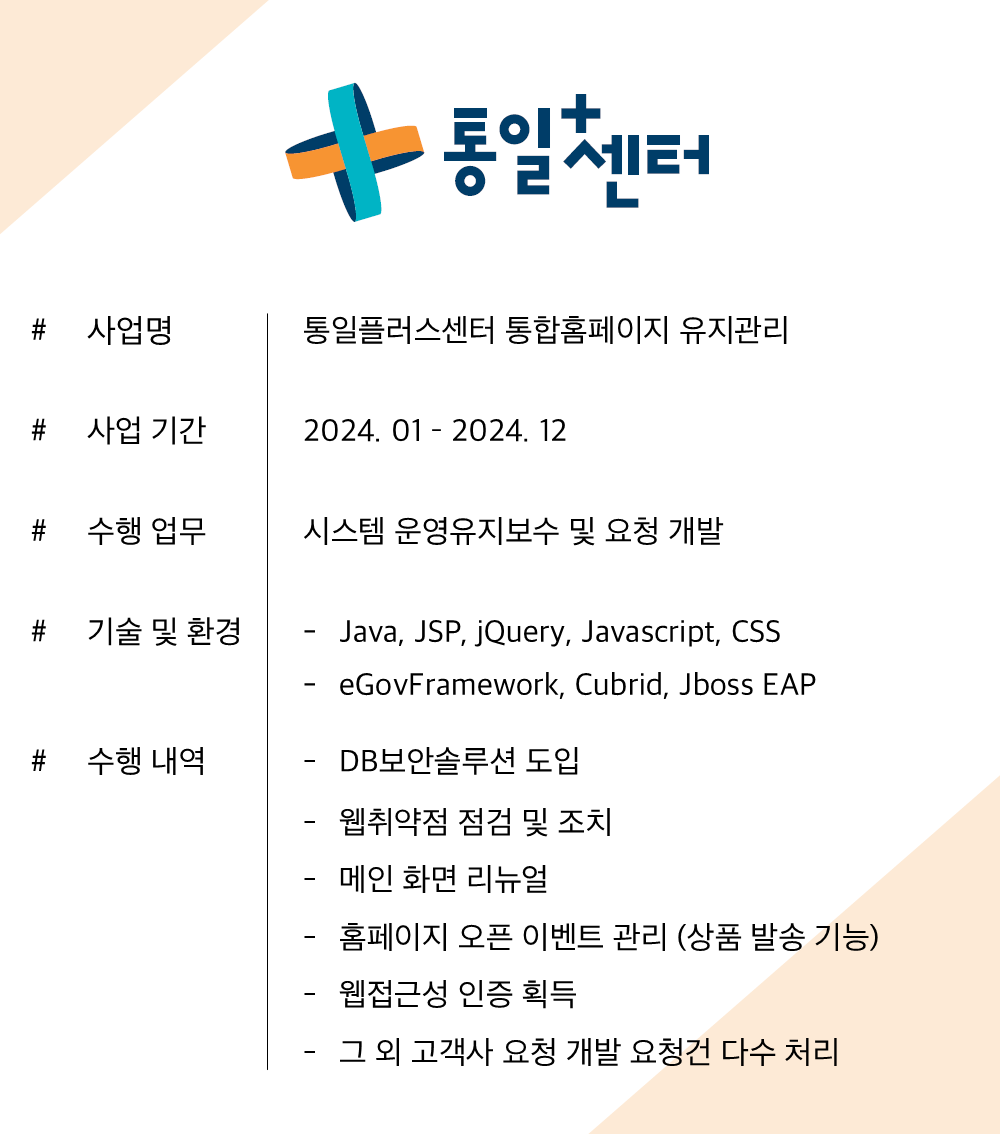 통일+센터
# 사업명 통일플러스센터 통합홈페이지 유지관리
# 사업 기간 2024. 01 - 2024. 12
# 수행 업무 시스템 운영유지보수 및 요청 개발
# 기술 및 환경 - Java, JSP, jQuery, Javascript, CSS
- eGovFramework, Cubrid, Jboss EAP
# 수행 내역 - DB보안솔루션 도입
- 웹취약점 점검 및 조치
- 메인 화면 리뉴얼
- 홈페이지 오픈 이벤트 관리 (상품 발송 기능)
- 웹접근성 인증 획득
- 그 외 고객사 요청 개발 요청건 다수 처리